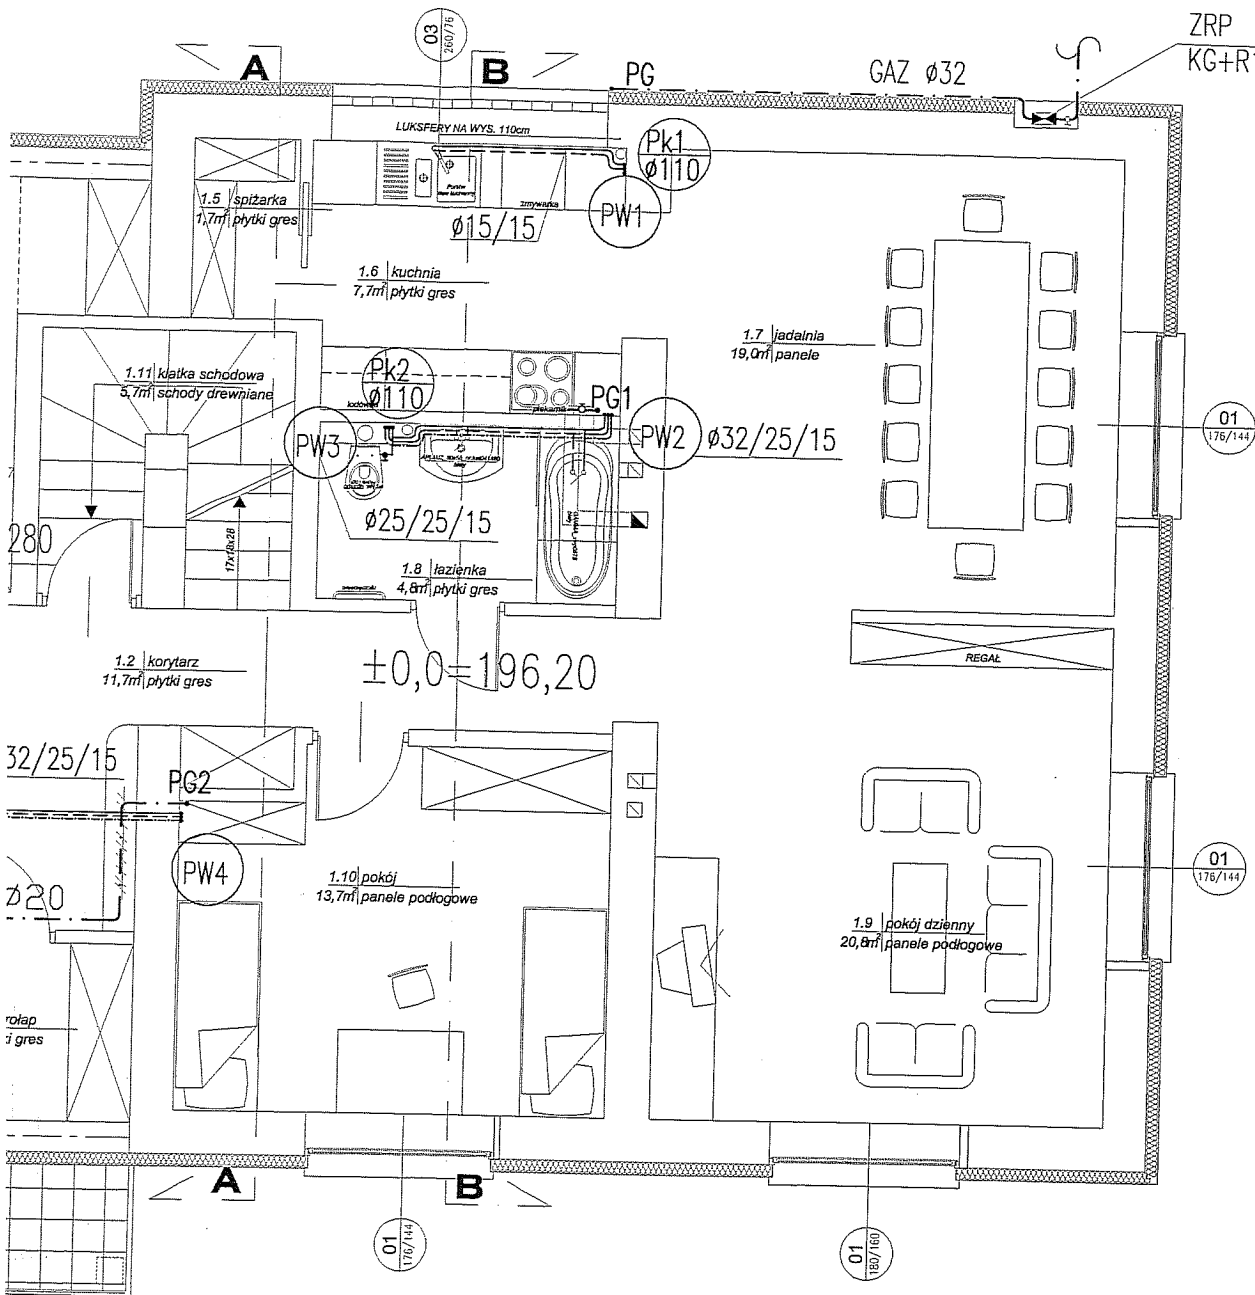 03
260/76
ZRP
KG+R
A
B
PG
GAZ ø32
LUKSFERY NA WYS. 110cm
Pk1
ø110
zmywarka
1.5 spiżarka
1,7m² płytki gres
PW1
ø15/15
1.6 kuchnia
7,7m² płytki gres
1.7 jadalnia
19,0m² panele
1.11 klatka schodowa
5,7m² schody drewniane
Pk2
ø110
lodówka
piekarnik
PG1
PW3
PW2
ø32/25/15
01
176/144
280
17x18x28
ø25/25/15
1.8 łazienka
4,8m² płytki gres
1.2 korytarz
11,7m² płytki gres
±0,0=196,20
REGAŁ
32/25/15
PG2
PW4
ø20
1.10 pokój
13,7m² panele podłogowe
01
176/144
1.9 pokój dzienny
20,8m² panele podłogowe
rołap
ki gres
A
B
01
176/144
01
180/160